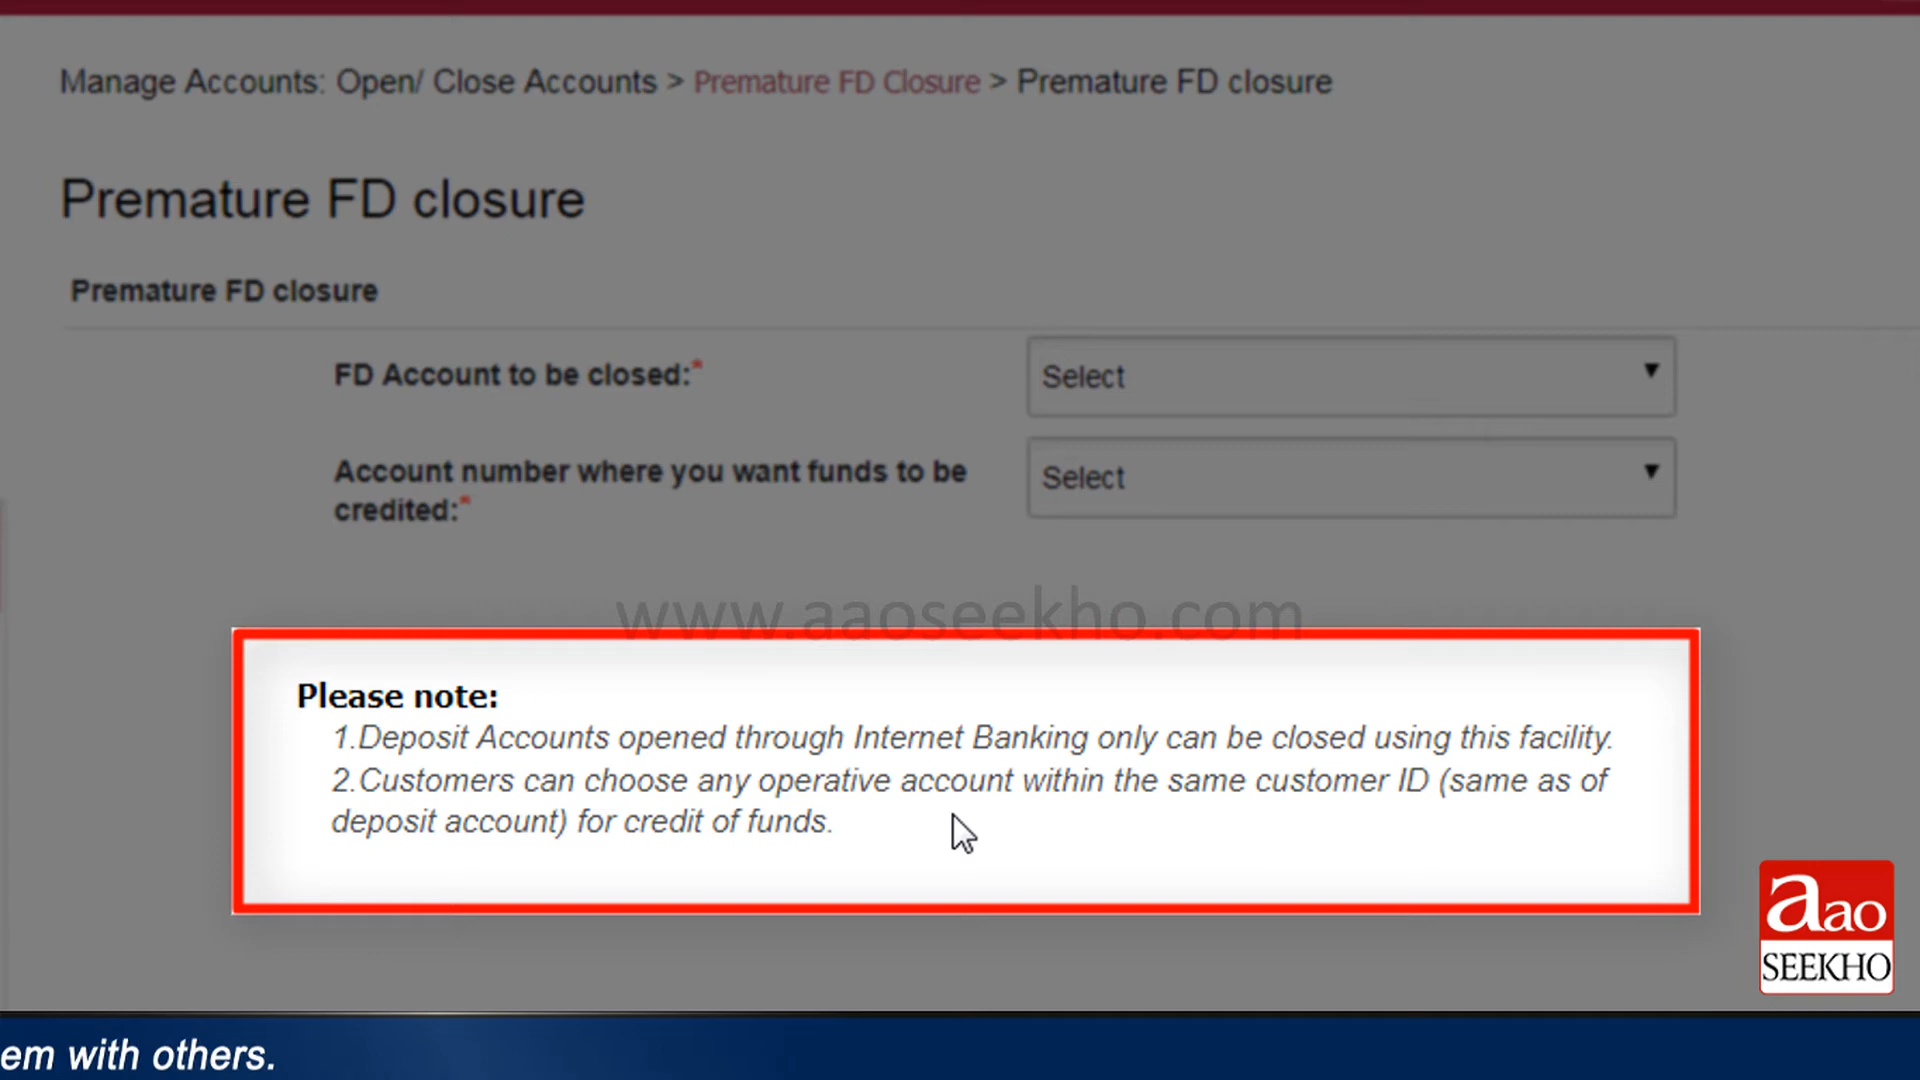 Manage Accounts: Open/ Close Accounts > Premature FD Closure > Premature FD closure
Premature FD closure
Premature FD closure
FD Account to be closed:*
Select
Account number where you want funds to be
credited:*
Select
www.aaoseekho.com
Please note:
1.Deposit Accounts opened through Internet Banking only can be closed using this facility.
2.Customers can choose any operative account within the same customer ID (same as of
deposit account) for credit of funds.
aao
SEEKHO
em with others.